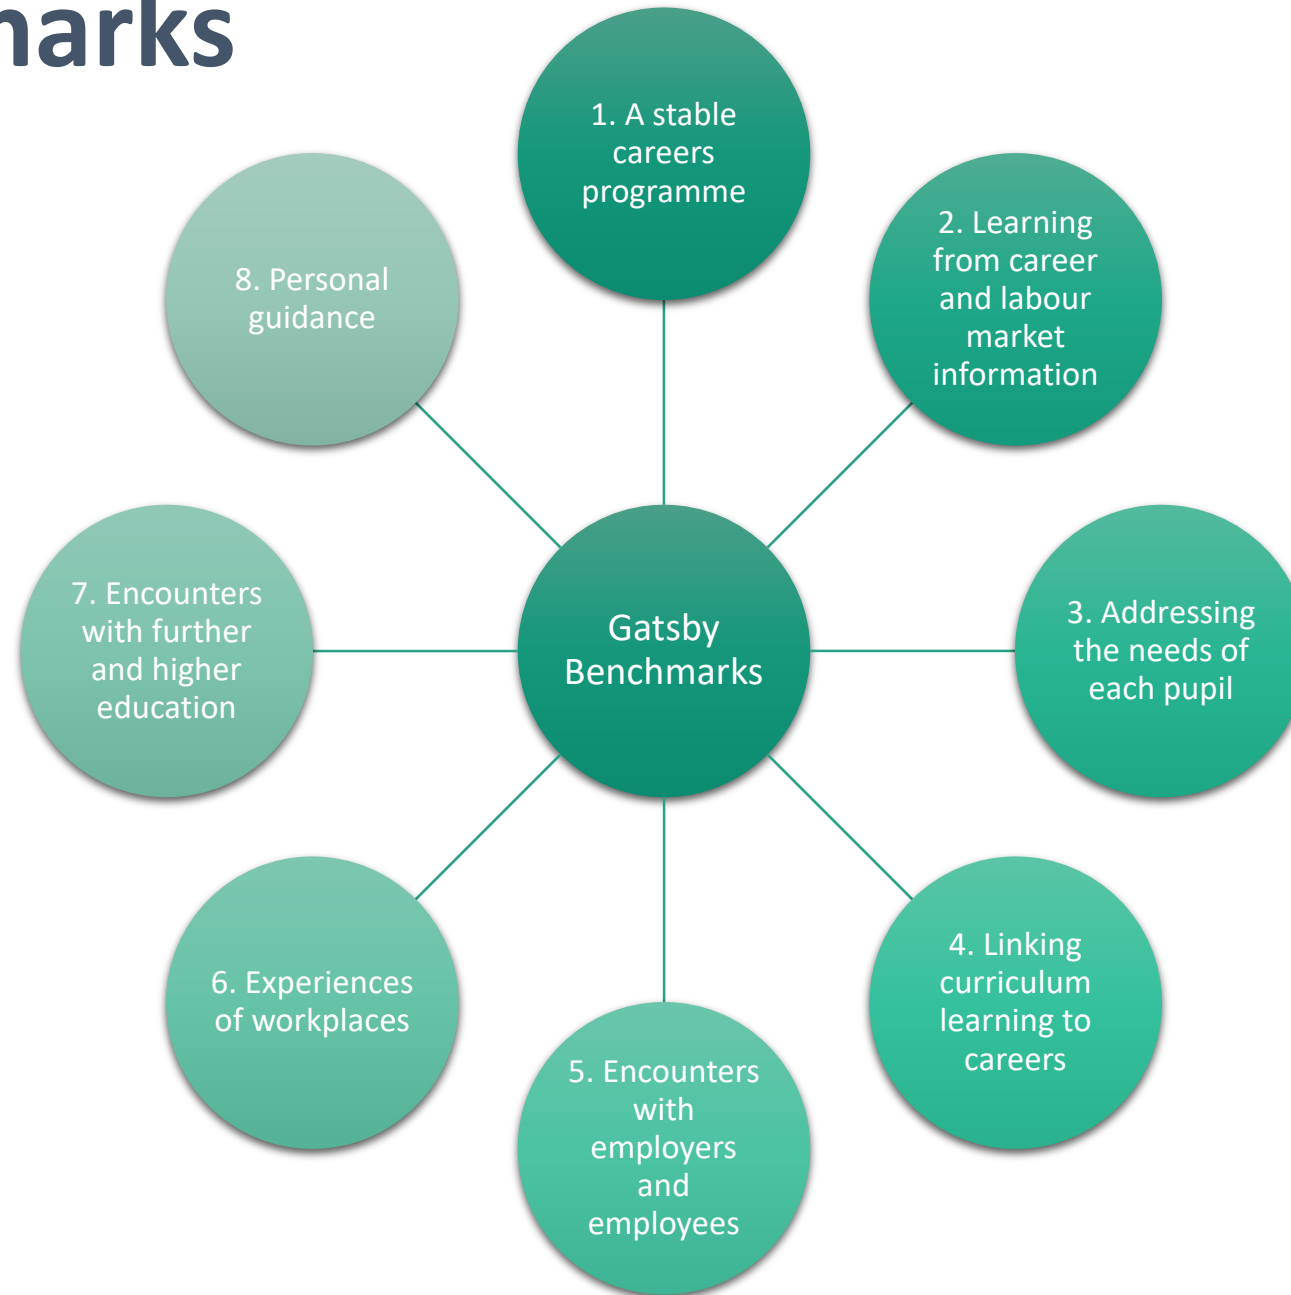 marks
1. A stable
careers
programme
2. Learning
from career
and labour
market
information
3. Addressing
the needs of
each pupil
4. Linking
curriculum
learning to
careers
5. Encounters
with
employers
and
employees
6. Experiences
of workplaces
7. Encounters
with further
and higher
education
8. Personal
guidance
Gatsby
Benchmarks